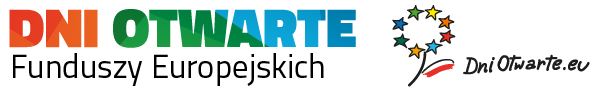 DNI OTWARTE
Funduszy Europejskich
DniOtwarte.eu